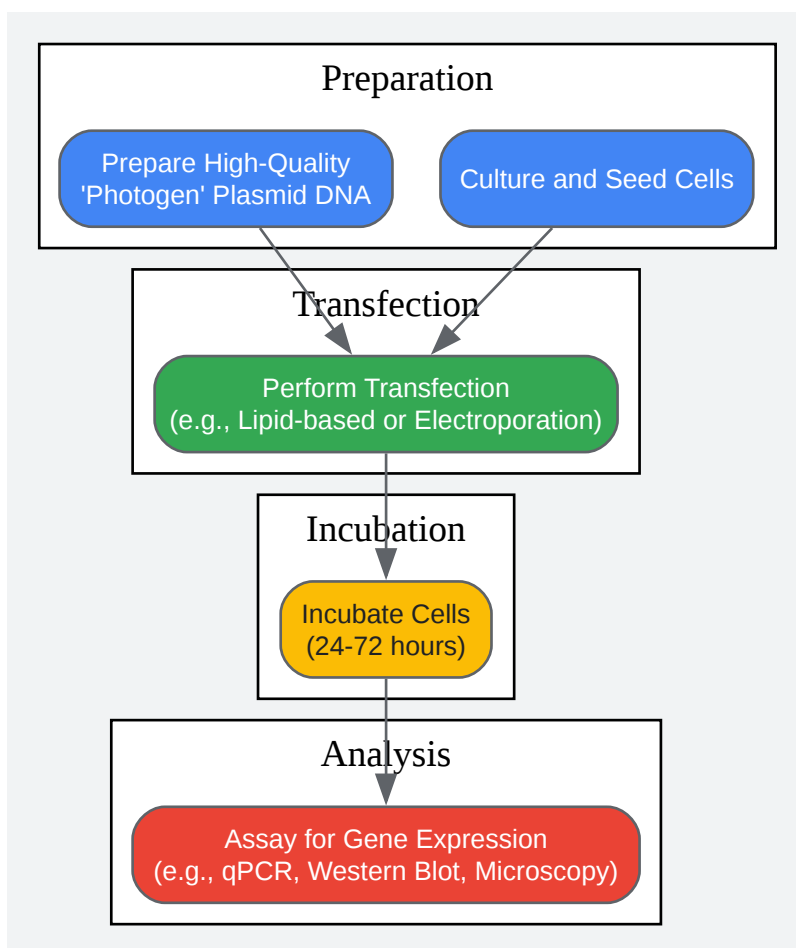 Preparation
Prepare High-Quality
'Photogen' Plasmid DNA
Culture and Seed Cells
Transfection
Perform Transfection
(e.g., Lipid-based or Electroporation)
Incubation
Incubate Cells
(24-72 hours)
Analysis
Assay for Gene Expression
(e.g., qPCR, Western Blot, Microscopy)